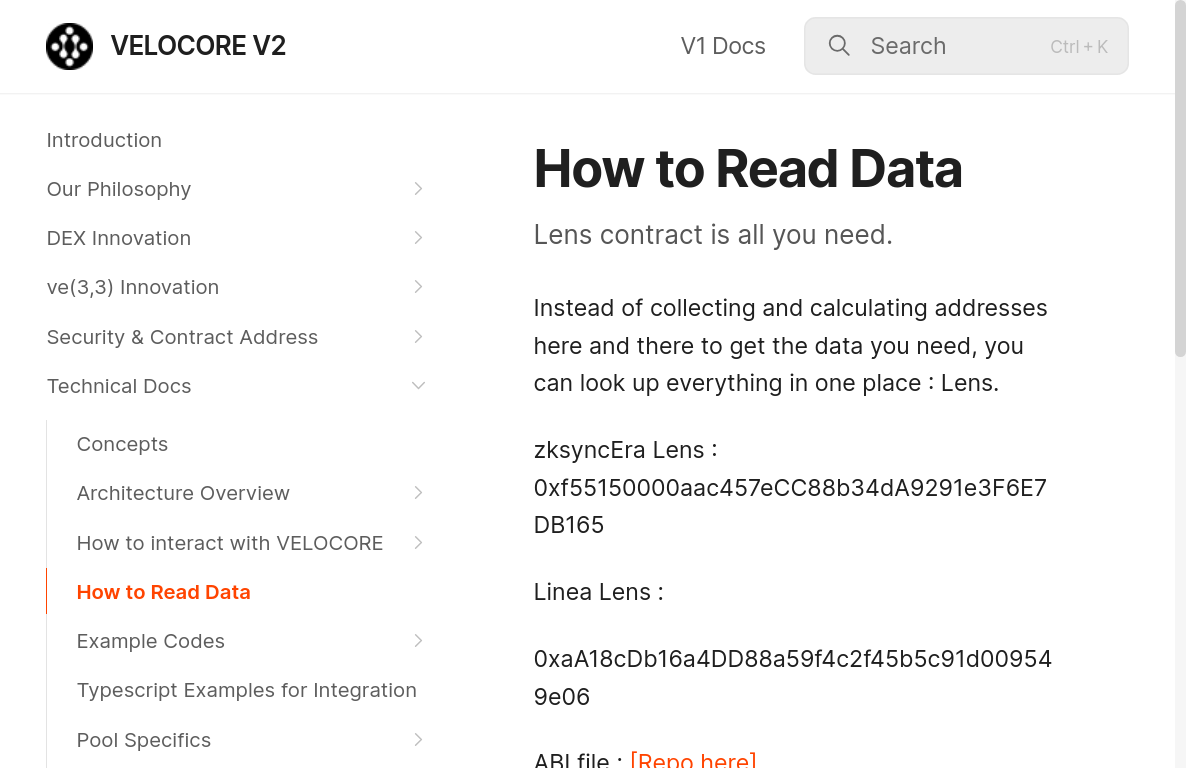 VELOCORE V2
V1 Docs
Search
Ctrl + K
Introduction
Our Philosophy
DEX Innovation
ve(3,3) Innovation
Security & Contract Address
Technical Docs
Concepts
Architecture Overview
How to interact with VELOCORE
How to Read Data
Example Codes
Typescript Examples for Integration
Pool Specifics
How to Read Data
Lens contract is all you need.
Instead of collecting and calculating addresses
here and there to get the data you need, you
can look up everything in one place : Lens.
zksyncEra Lens :
0xf55150000aac457eCC88b34dA9291e3F6E7
DB165
Linea Lens :
0xaA18cDb16a4DD88a59f4c2f45b5c91d00954
9e06
ABI file : [Repo here]